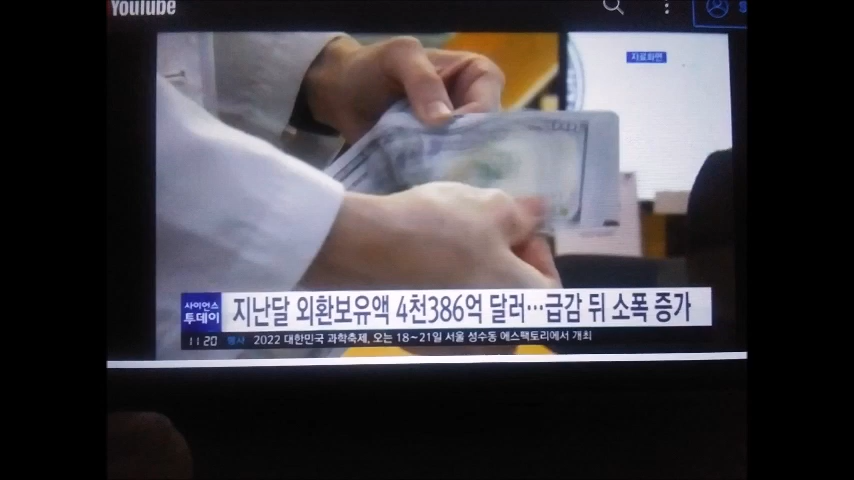 YouTube
자료화면
사이언스
투데이
지난달 외환보유액 4천386억 달러…급감 뒤 소폭 증가
11:20 행사 2022 대한민국 과학축제, 오는 18~21일 서울 성수동 에스팩토리에서 개최